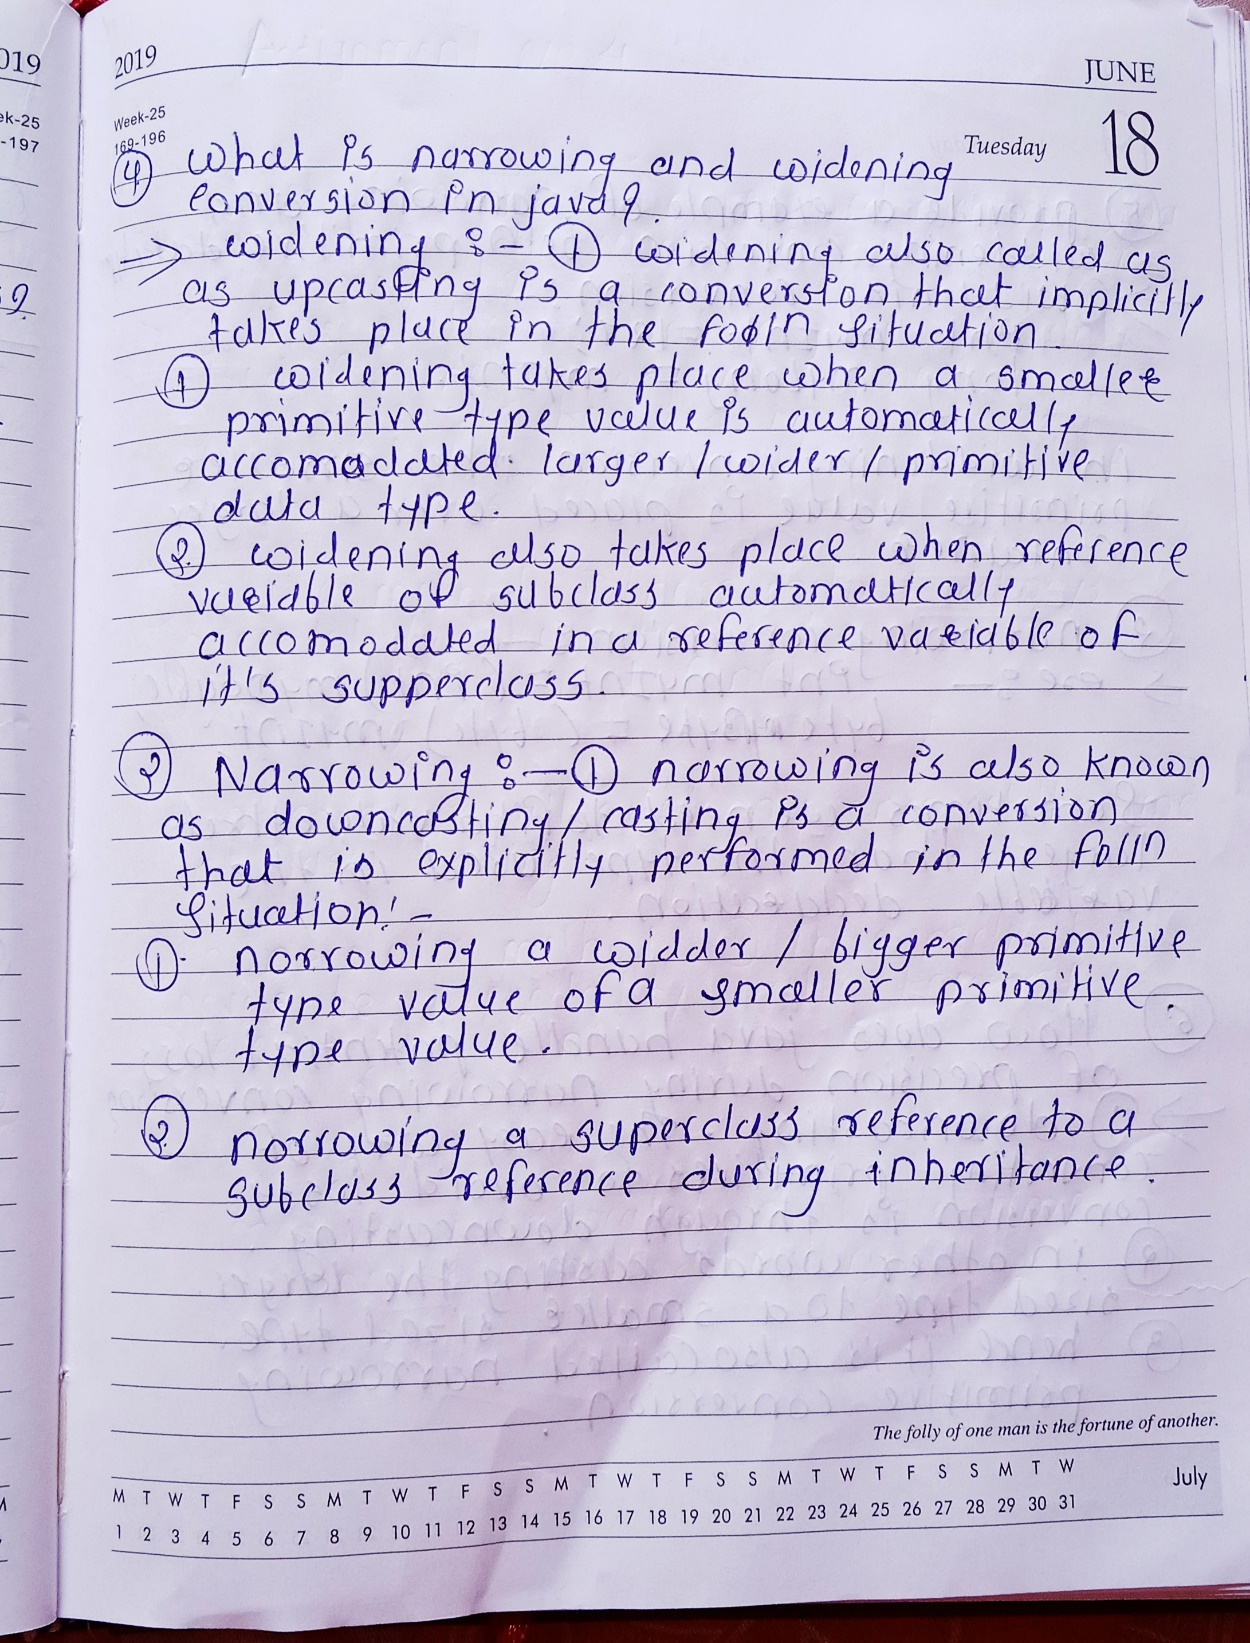 019
ek-25
-197
2019
JUNE
Week-25
169-196
Tuesday 18
④ what is narrowing and widening
conversion in java?.
⇒ widening :- ① widening also called as
as upcasting is a conversion that implicitly
takes place in the folln situation.
① widening takes place when a smaller
primitive type value is automatically
accomadated. larger / wider / primitive
data type.
② widening also takes place when reference
variable of subclass automatically
accomodated in a reference variable of
it's supperclass.
② Narrowing :- ① narrowing is also known
as downcasting / casting is a conversion
that is explicitly performed in the folln
situation:-
① norrowing a widder / bigger primitive
type value of a smaller primitive.
type value.
② norrowing a superclass reference to a
subclass reference during inheritance.
The folly of one man is the fortune of another.
M T W T F S S M T W T F S S M T W T F S S M T W T F S S M T W
July
1 2 3 4 5 6 7 8 9 10 11 12 13 14 15 16 17 18 19 20 21 22 23 24 25 26 27 28 29 30 31